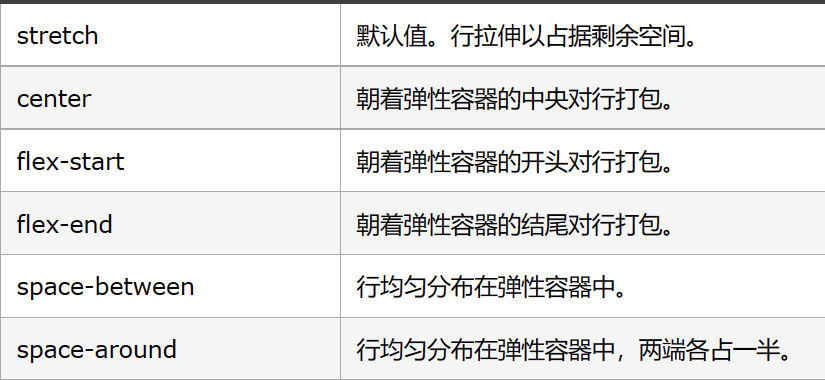 stretch 默认值。行拉伸以占据剩余空间。
center 朝着弹性容器的中央对行打包。
flex-start 朝着弹性容器的开头对行打包。
flex-end 朝着弹性容器的结尾对行打包。
space-between 行均匀分布在弹性容器中。
space-around 行均匀分布在弹性容器中，两端各占一半。